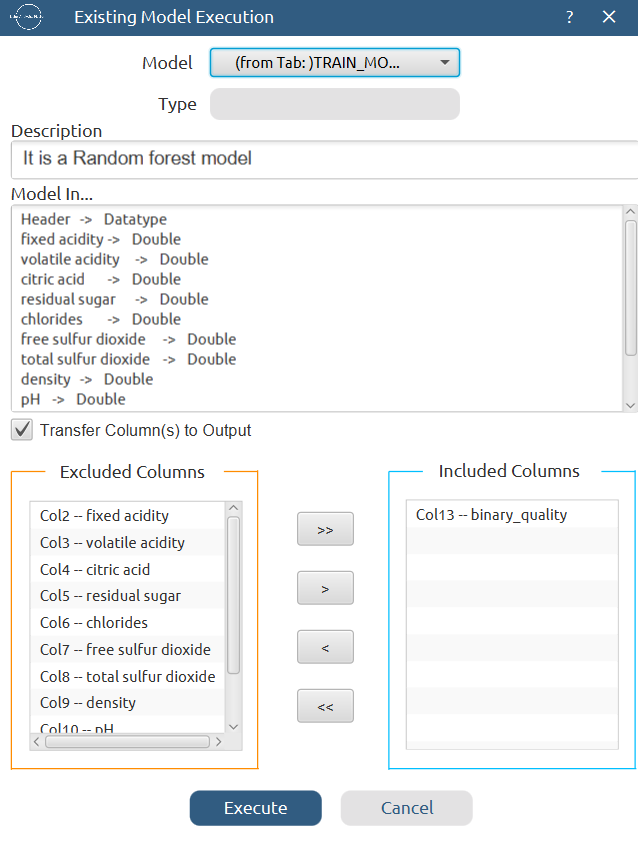 Existing Model Execution ? ×
Model (from Tab: )TRAIN_MO...
Type
Description
It is a Random forest model
Model In...
Header -> Datatype
fixed acidity -> Double
volatile acidity -> Double
citric acid -> Double
residual sugar -> Double
chlorides -> Double
free sulfur dioxide -> Double
total sulfur dioxide -> Double
density -> Double
pH -> Double
Transfer Column(s) to Output
Excluded Columns
Col2 -- fixed acidity
Col3 -- volatile acidity
Col4 -- citric acid
Col5 -- residual sugar
Col6 -- chlorides
Col7 -- free sulfur dioxide
Col8 -- total sulfur dioxide
Col9 -- density
Col10 -- pH
>>
>
<
<<
Included Columns
Col13 -- binary_quality
Execute
Cancel